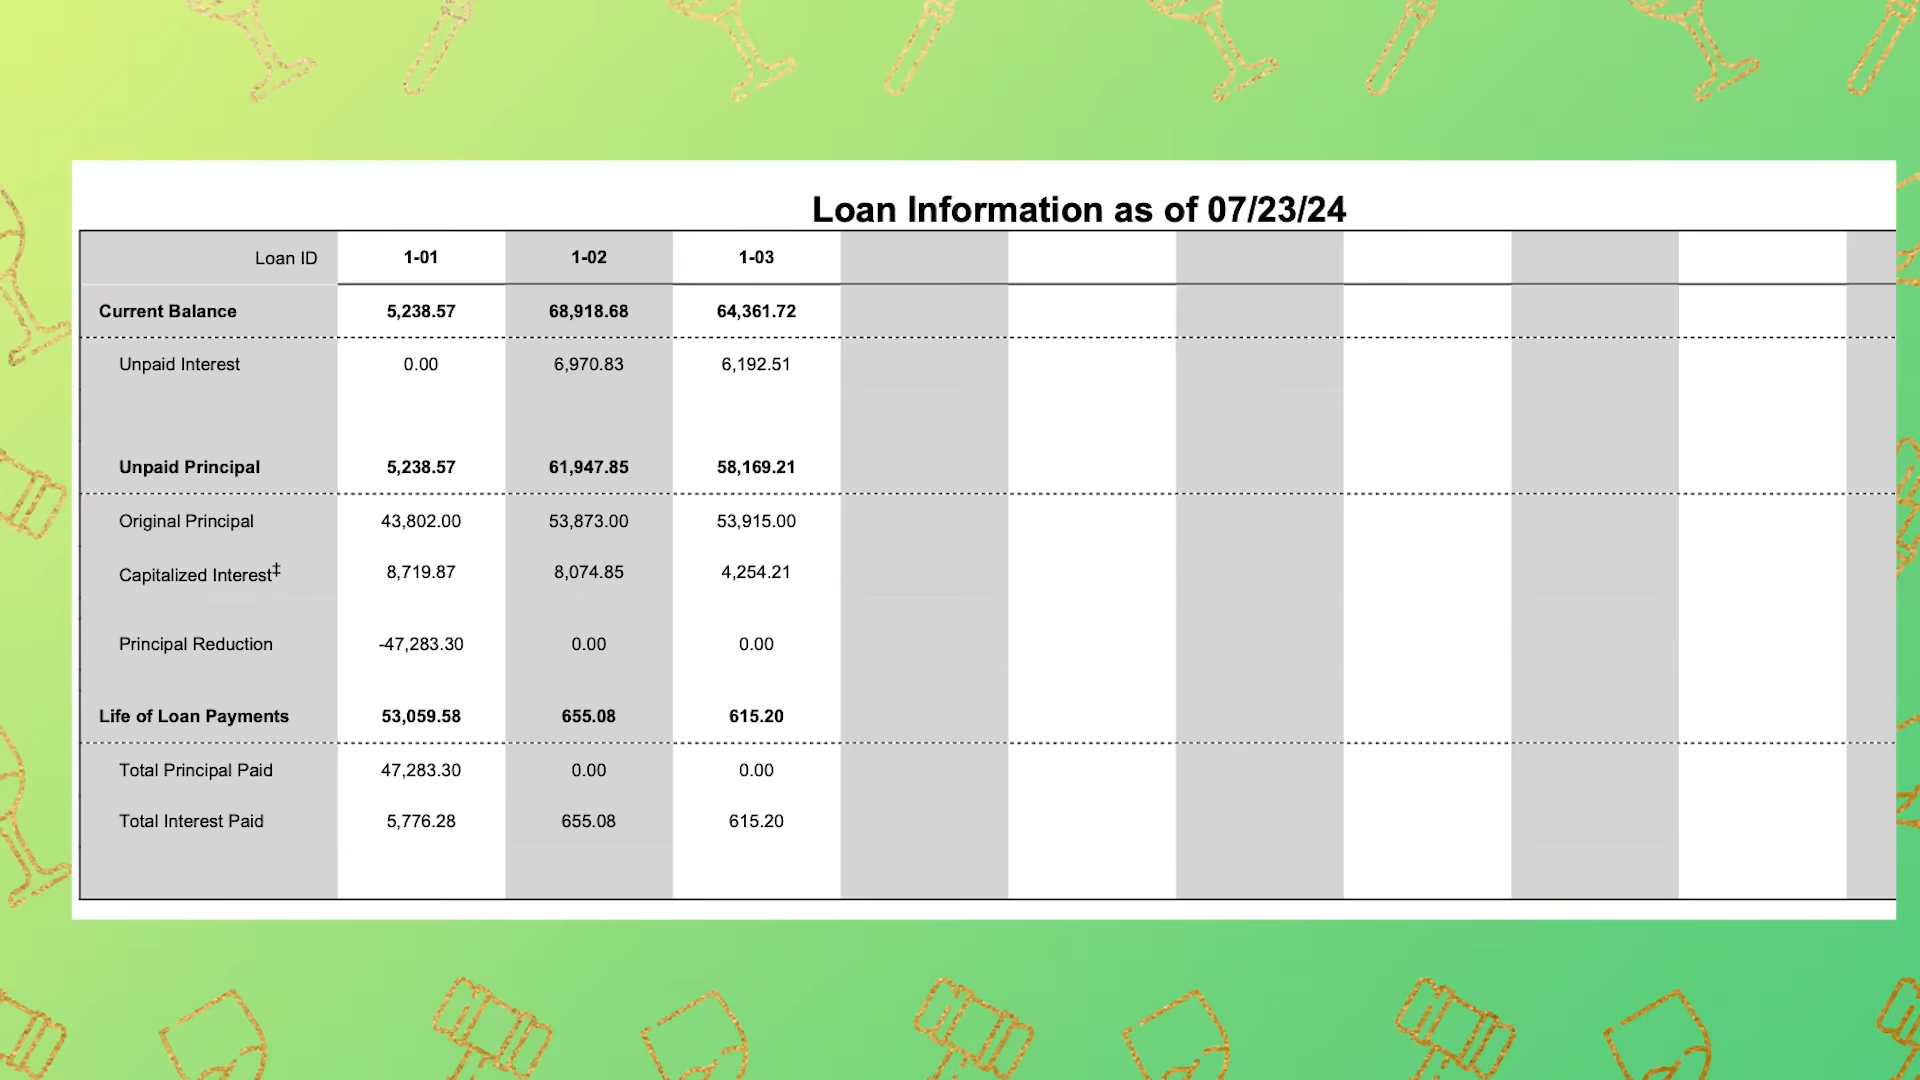 Loan Information as of 07/23/24
Loan ID 1-01 1-02 1-03
Current Balance 5,238.57 68,918.68 64,361.72
Unpaid Interest 0.00 6,970.83 6,192.51
Unpaid Principal 5,238.57 61,947.85 58,169.21
Original Principal 43,802.00 53,873.00 53,915.00
Capitalized Interest‡ 8,719.87 8,074.85 4,254.21
Principal Reduction -47,283.30 0.00 0.00
Life of Loan Payments 53,059.58 655.08 615.20
Total Principal Paid 47,283.30 0.00 0.00
Total Interest Paid 5,776.28 655.08 615.20